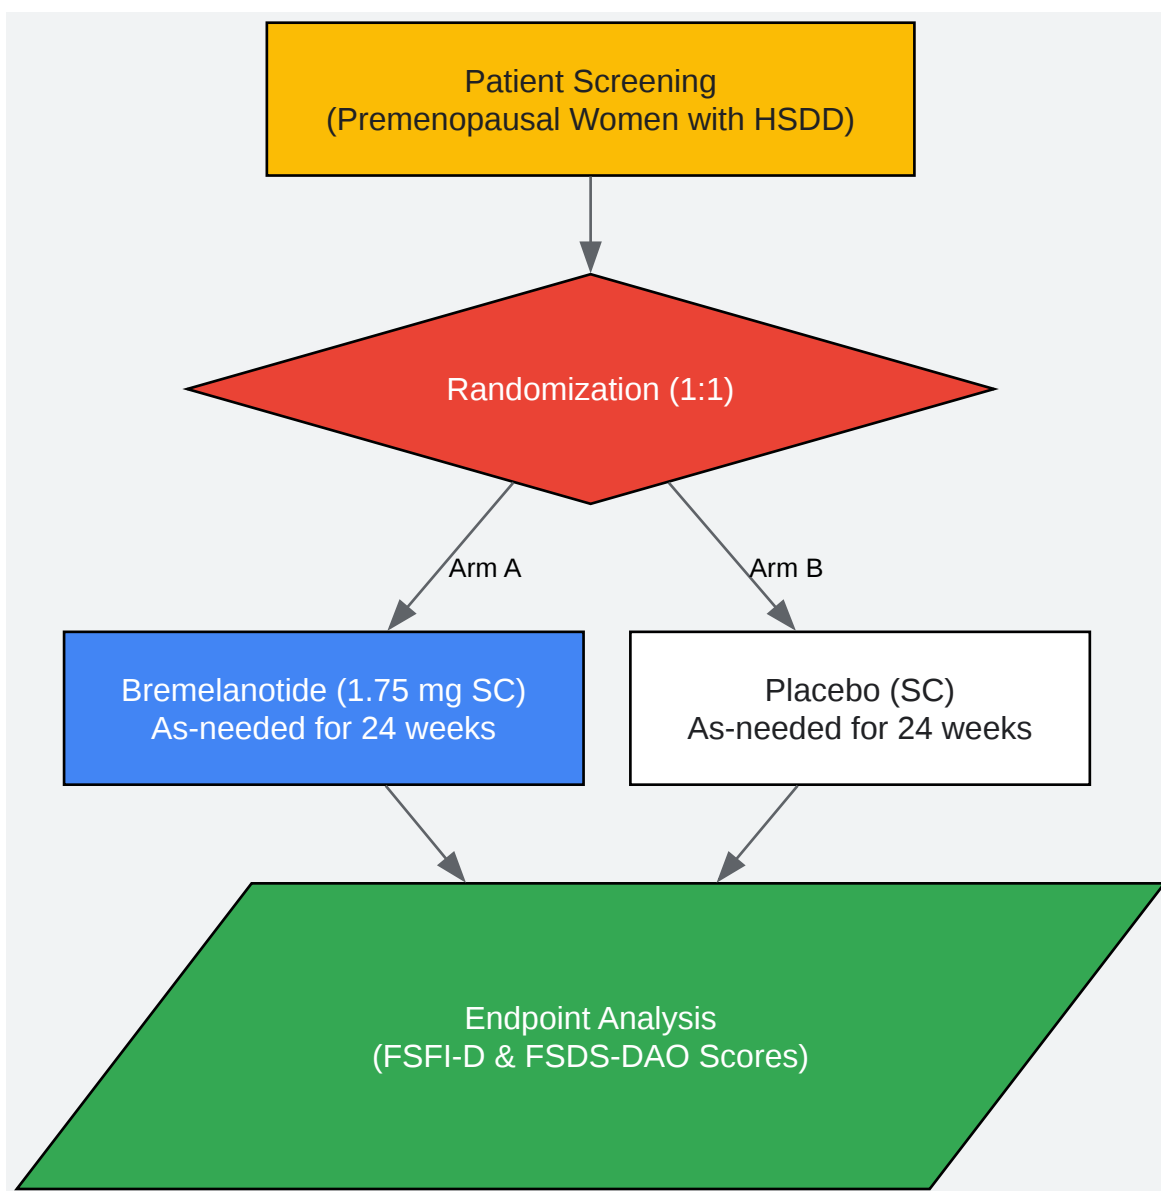 Patient Screening
(Premenopausal Women with HSDD)
Randomization (1:1)
Arm A
Arm B
Bremelanotide (1.75 mg SC)
As-needed for 24 weeks
Placebo (SC)
As-needed for 24 weeks
Endpoint Analysis
(FSFI-D & FSDS-DAO Scores)